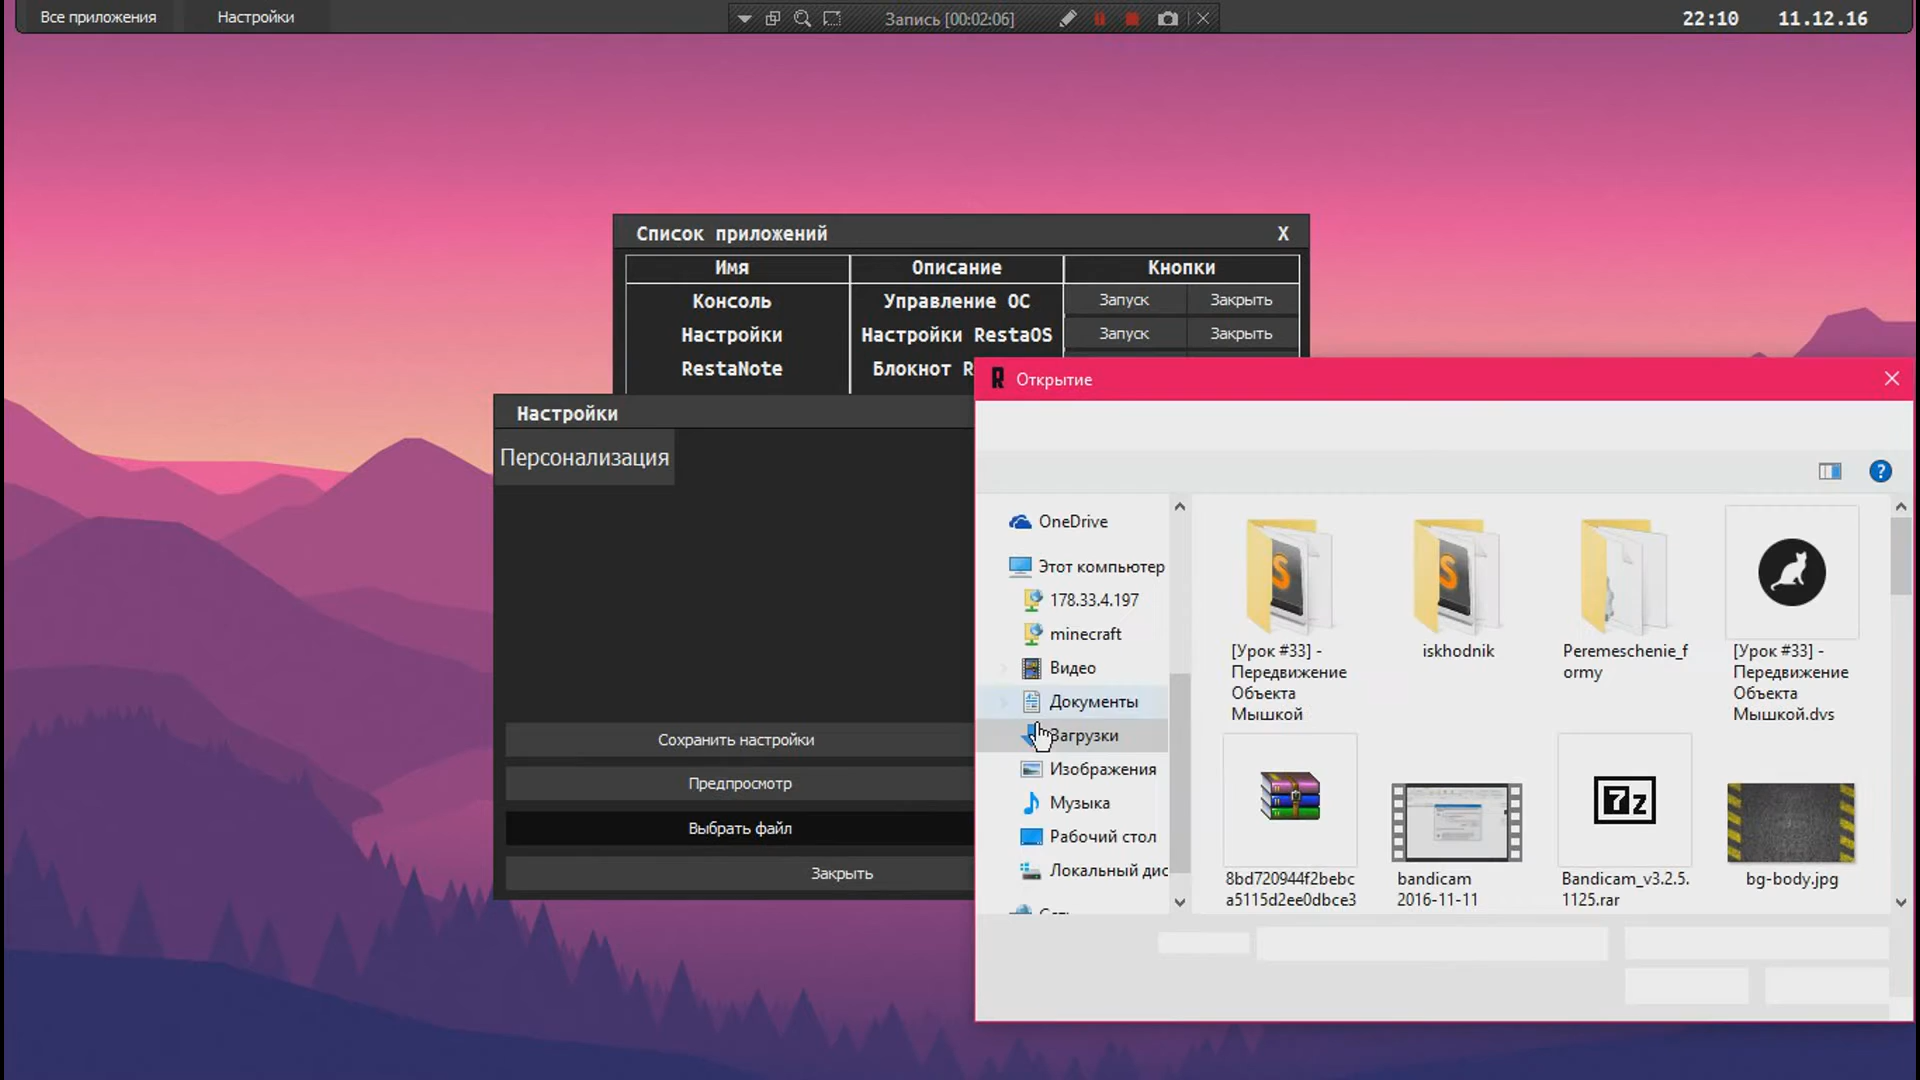 Все приложения
Настройки
Запись [00:02:06]
22:10
11.12.16
Список приложений
X
Имя
Описание
Кнопки
Консоль
Управление ОС
Запуск
Закрыть
Настройки
Настройки RestaOS
Запуск
Закрыть
RestaNote
Блокнот R
Настройки
Персонализация
Сохранить настройки
Предпросмотр
Выбрать файл
Закрыть
R Открытие
?
OneDrive
Этот компьютер
178.33.4.197
minecraft
Видео
Документы
Загрузки
Изображения
Музыка
Рабочий стол
Локальный дис
S
[Урок #33] -
Передвижение
Объекта
Мышкой
S
iskhodnik
Peremeschenie_f
ormy
[Урок #33] -
Передвижение
Объекта
Мышкой.dvs
8bd720944f2bebc
a5115d2ee0dbce3
bandicam
2016-11-11
7z
Bandicam_v3.2.5.
1125.rar
bg-body.jpg